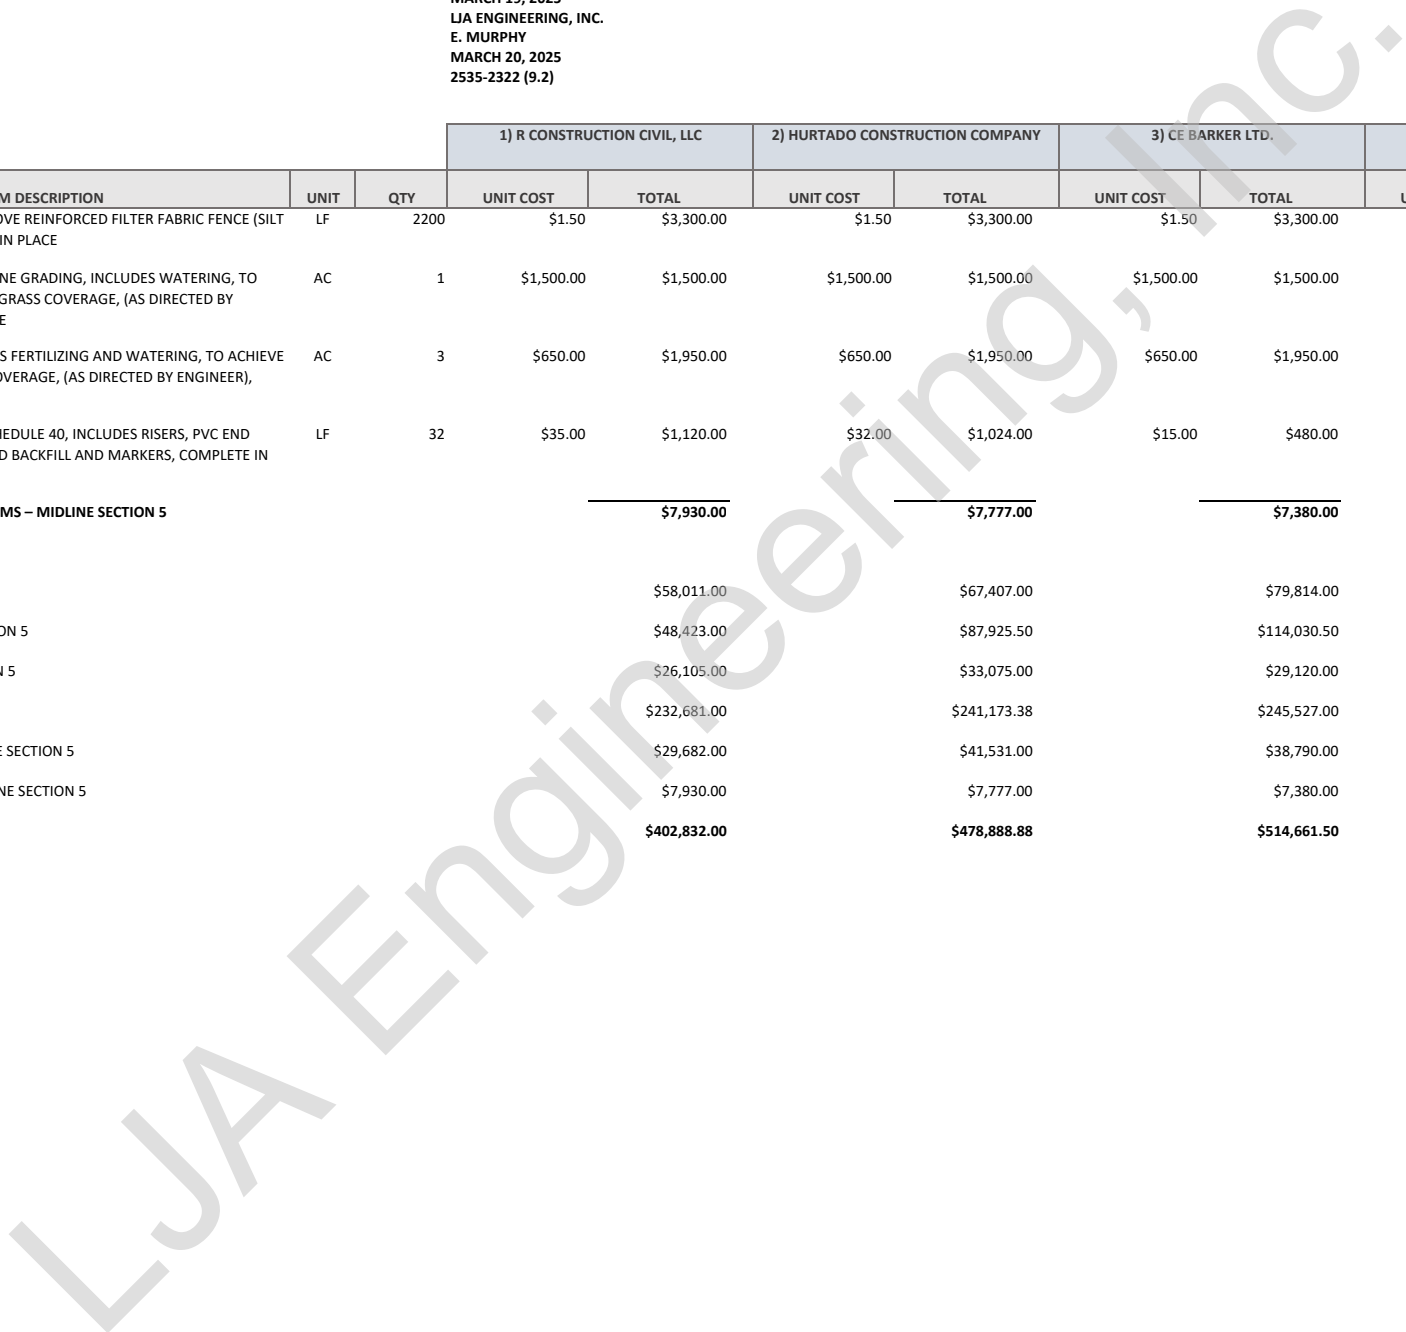 LJA ENGINEERING, INC.
E. MURPHY
MARCH 20, 2025
2535-2322 (9.2)
1) R CONSTRUCTION CIVIL, LLC 2) HURTADO CONSTRUCTION COMPANY 3) CE BARKER LTD.
M DESCRIPTION UNIT QTY UNIT COST TOTAL UNIT COST TOTAL UNIT COST TOTAL
OVE REINFORCED FILTER FABRIC FENCE (SILT LF 2200 $1.50 $3,300.00 $1.50 $3,300.00 $1.50 $3,300.00
IN PLACE
NE GRADING, INCLUDES WATERING, TO AC 1 $1,500.00 $1,500.00 $1,500.00 $1,500.00 $1,500.00 $1,500.00
GRASS COVERAGE, (AS DIRECTED BY
E
S FERTILIZING AND WATERING, TO ACHIEVE AC 3 $650.00 $1,950.00 $650.00 $1,950.00 $650.00 $1,950.00
OVERAGE, (AS DIRECTED BY ENGINEER),
HEDULE 40, INCLUDES RISERS, PVC END LF 32 $35.00 $1,120.00 $32.00 $1,024.00 $15.00 $480.00
D BACKFILL AND MARKERS, COMPLETE IN
MS – MIDLINE SECTION 5 $7,930.00 $7,777.00 $7,380.00
$58,011.00 $67,407.00 $79,814.00
ON 5 $48,423.00 $87,925.50 $114,030.50
N 5 $26,105.00 $33,075.00 $29,120.00
$232,681.00 $241,173.38 $245,527.00
E SECTION 5 $29,682.00 $41,531.00 $38,790.00
NE SECTION 5 $7,930.00 $7,777.00 $7,380.00
$402,832.00 $478,888.88 $514,661.50
LJA Engineering, Inc.